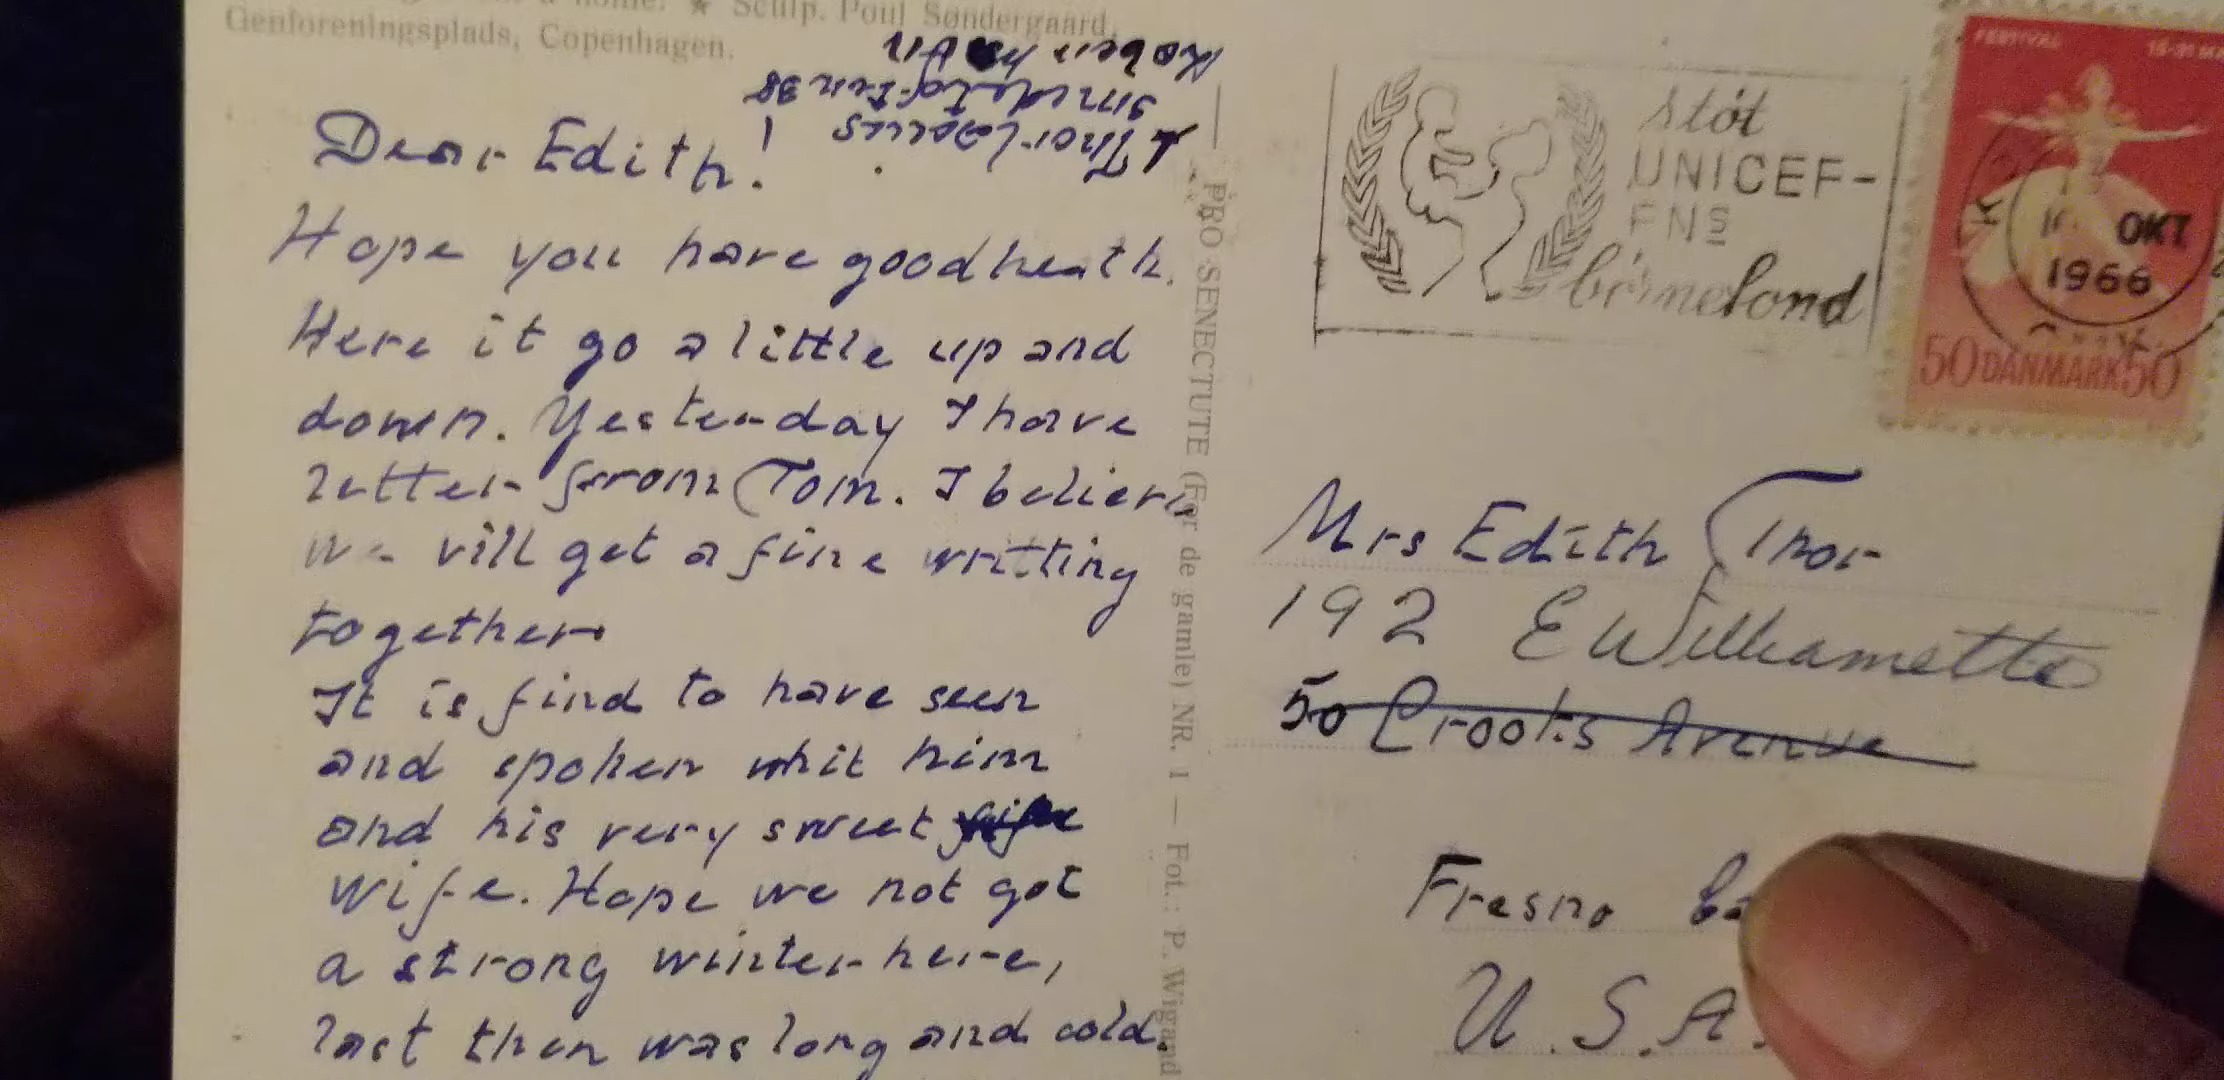 a home. ★ Sculp. Poul Søndergaard,
Genforeningsplads, Copenhagen.
Dear Edith!
Hope you have good heath.
Here it go a little up and
down. Yesterday I have
letter from Tom. I believe
we vill get a fine writting
together
It is find to have seen
and spoken whit him
and his very sweet
wife. Hope we not got
a strong winter here,
last then was long and cold.
PRO SENECTUTE (For de gamle) NR. 1 — Fot.: P. Wigand
støt
UNICEF-
FNs
børnefond
FESTIVAL
OKT
1966
50 DANMARK 50
Mrs Edith Thor
192 E Williamette
50 Crooks Avenue
Fresno
U.S.A.